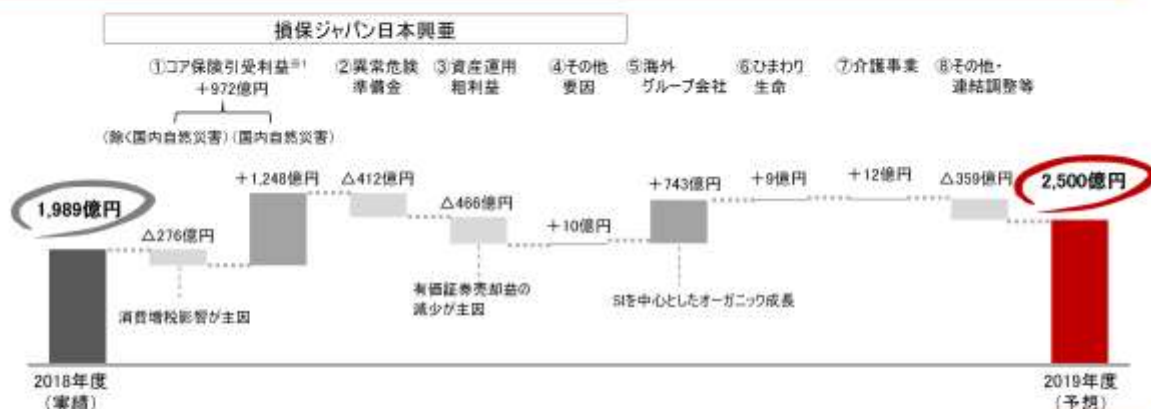 損保ジャパン日本興亜
①コア保険引受利益※1
+972億円
(除く国内自然災害)(国内自然災害)
②異常危険
準備金
③資産運用
粗利益
④その他
要因
⑤海外
グループ会社
⑥ひまわり
生命
⑦介護事業
⑧その他・
連結調整等
1,989億円
△276億円
+1,248億円
△412億円
△466億円
+10億円
+743億円
+9億円
+12億円
△359億円
2,500億円
消費増税影響が主因
有価証券売却益の
減少が主因
SIを中心としたオーガニック成長
2018年度
(実績)
2019年度
(予想)